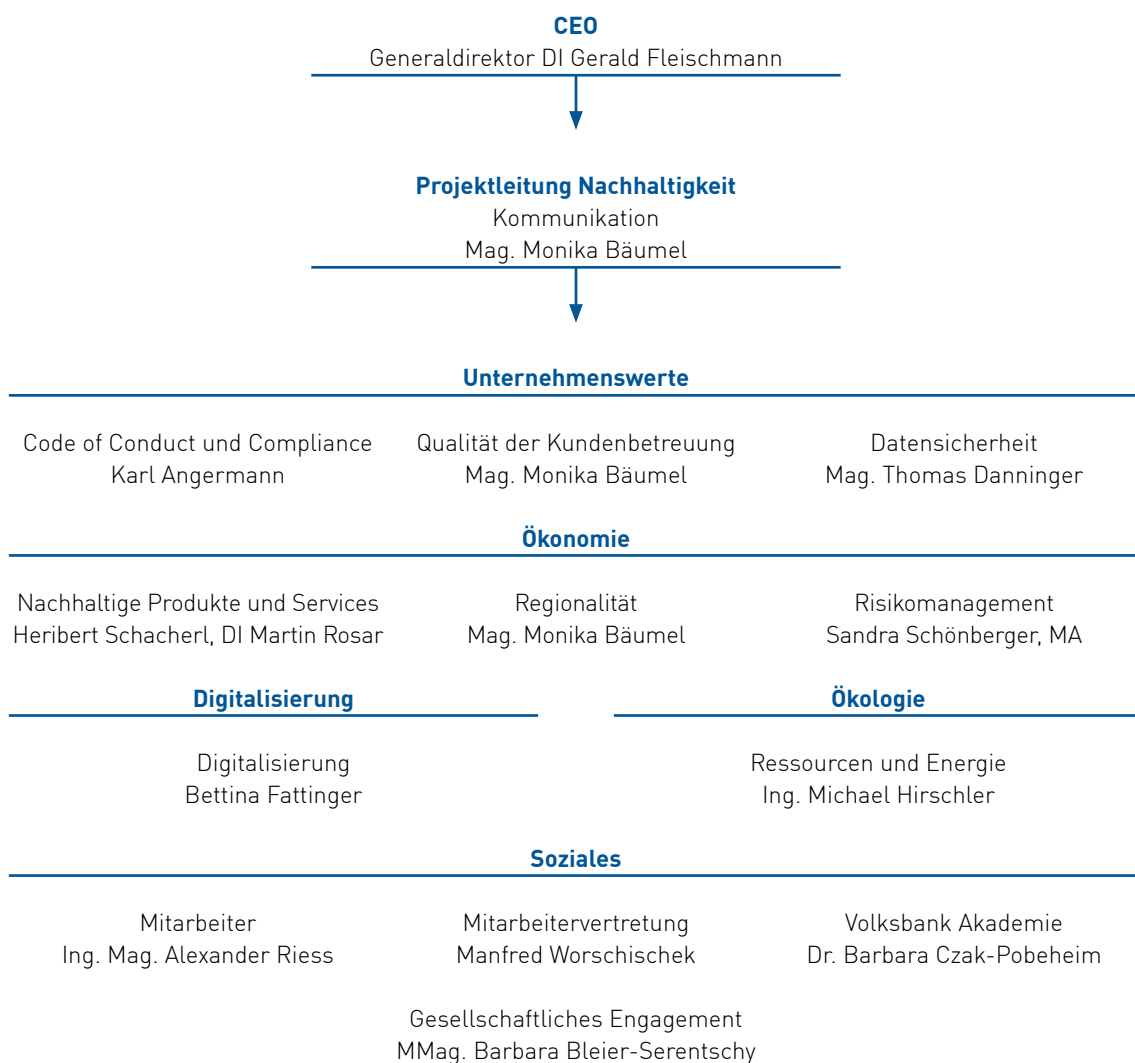 CEO
Generaldirektor DI Gerald Fleischmann
Projektleitung Nachhaltigkeit
Kommunikation
Mag. Monika Bäumel
Unternehmenswerte
Code of Conduct und Compliance
Karl Angermann
Qualität der Kundenbetreuung
Mag. Monika Bäumel
Datensicherheit
Mag. Thomas Danninger
Ökonomie
Nachhaltige Produkte und Services
Heribert Schacherl, DI Martin Rosar
Regionalität
Mag. Monika Bäumel
Risikomanagement
Sandra Schönberger, MA
Digitalisierung
Digitalisierung
Bettina Fattinger
Ökologie
Ressourcen und Energie
Ing. Michael Hirschler
Soziales
Mitarbeiter
Ing. Mag. Alexander Riess
Mitarbeitervertretung
Manfred Worschischek
Volksbank Akademie
Dr. Barbara Czak-Pobeheim
Gesellschaftliches Engagement
MMag. Barbara Bleier-Serentschy